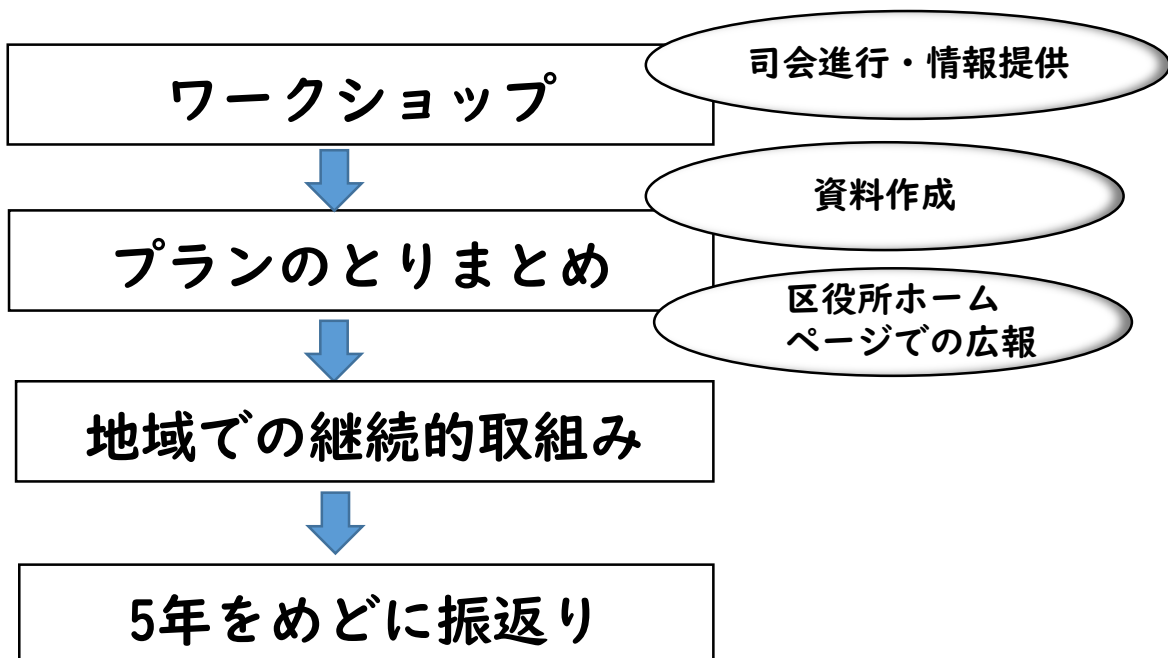 ワークショップ
司会進行・情報提供
プランのとりまとめ
資料作成
区役所ホーム
ページでの広報
地域での継続的取組み
5年をめどに振返り